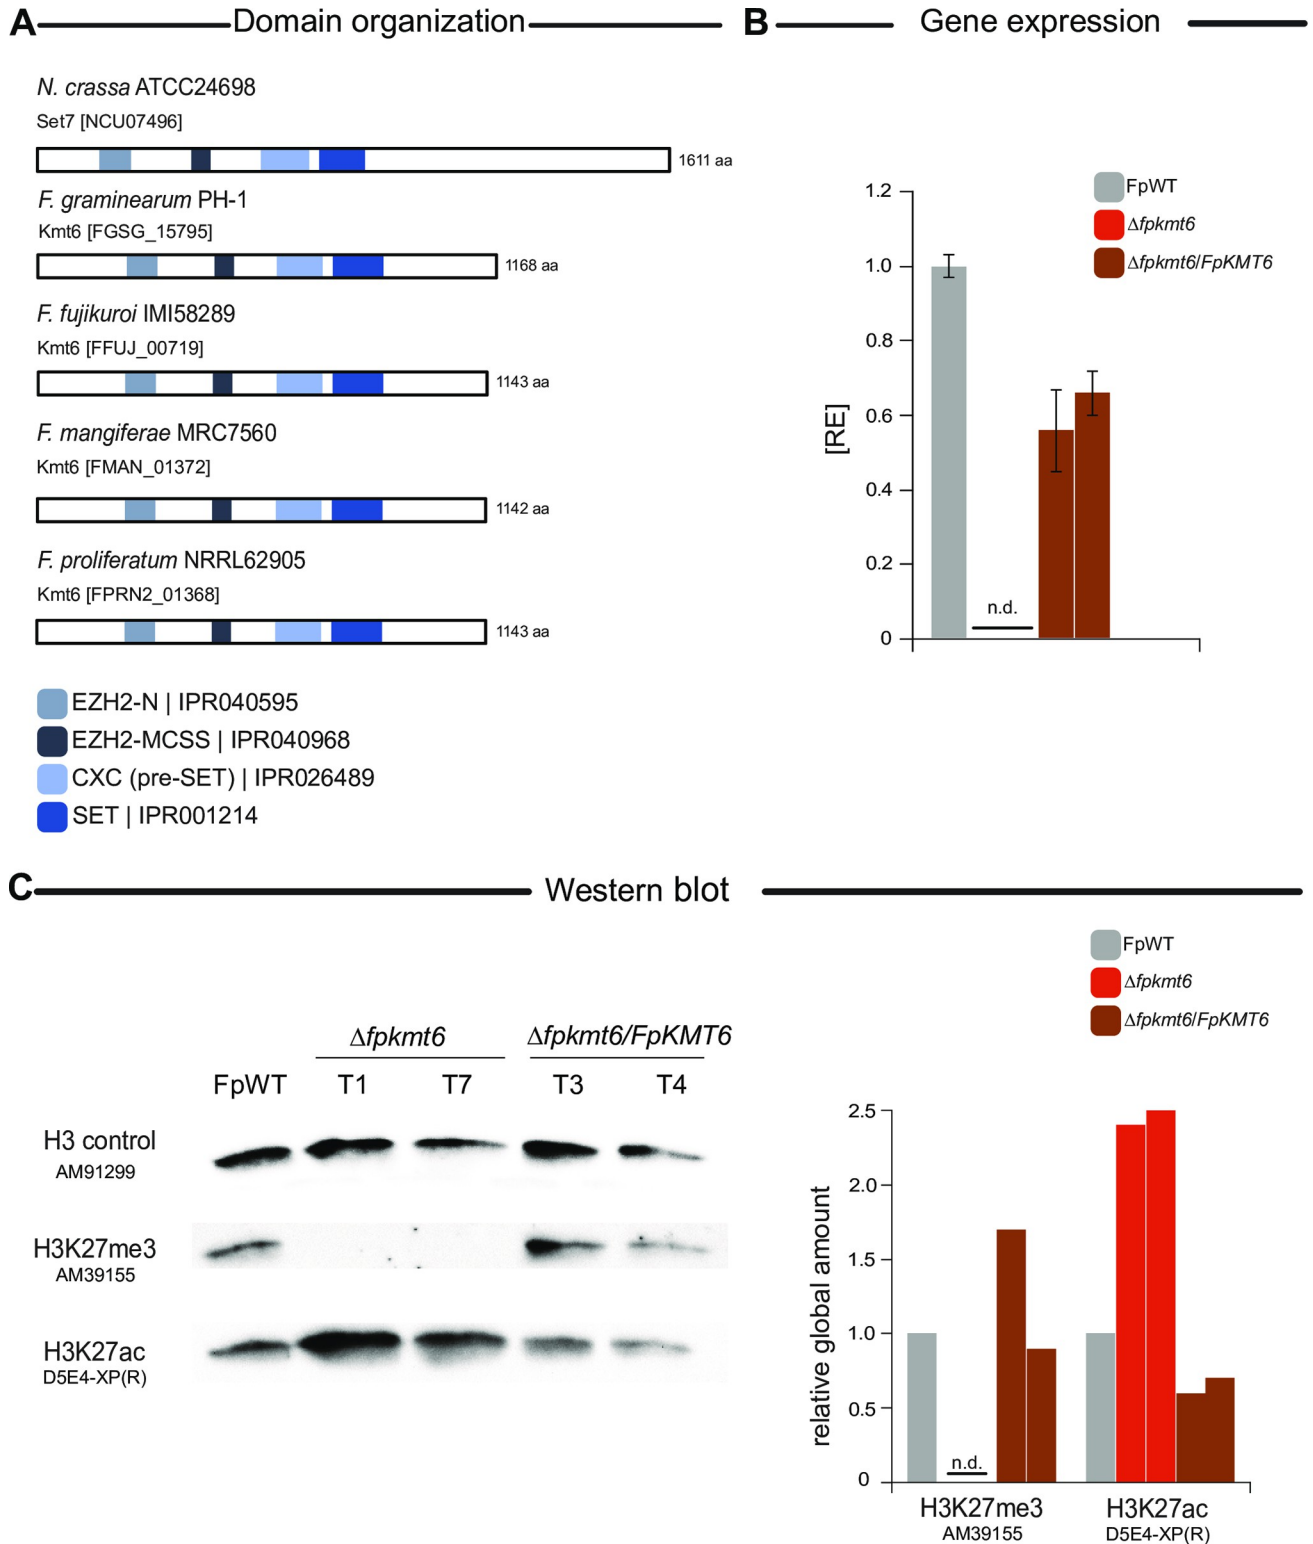 A Domain organization
N. crassa ATCC24698
Set7 [NCU07496]
1611 aa
F. graminearum PH-1
Kmt6 [FGSG_15795]
1168 aa
F. fujikuroi IMI58289
Kmt6 [FFUJ_00719]
1143 aa
F. mangiferae MRC7560
Kmt6 [FMAN_01372]
1142 aa
F. proliferatum NRRL62905
Kmt6 [FPRN2_01368]
1143 aa
EZH2-N | IPR040595
EZH2-MCSS | IPR040968
CXC (pre-SET) | IPR026489
SET | IPR001214
B Gene expression
FpWT
Δfpkmt6
Δfpkmt6/FpKMT6
[RE]
1.2
1.0
0.8
0.6
0.4
0.2
0
n.d.
C Western blot
Δfpkmt6 Δfpkmt6/FpKMT6
FpWT T1 T7 T3 T4
H3 control
AM91299
H3K27me3
AM39155
H3K27ac
D5E4-XP(R)
FpWT
Δfpkmt6
Δfpkmt6/FpKMT6
relative global amount
2.5
2.0
1.5
1.0
0.5
0
n.d.
H3K27me3 H3K27ac
AM39155 D5E4-XP(R)